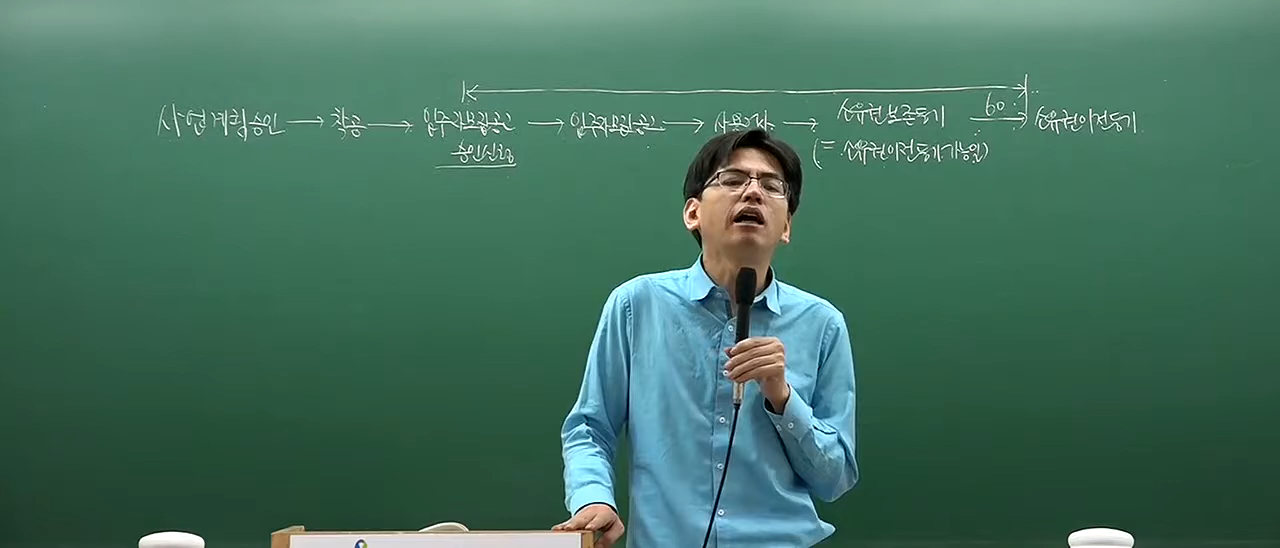 사업계획승인 → 착공 → 입주자모집공고 → 입주자모집공고 → 사용검사 → 소유권보존등기 60 → 소유권이전등기
승인신청 (= 소유권이전등기가능일)